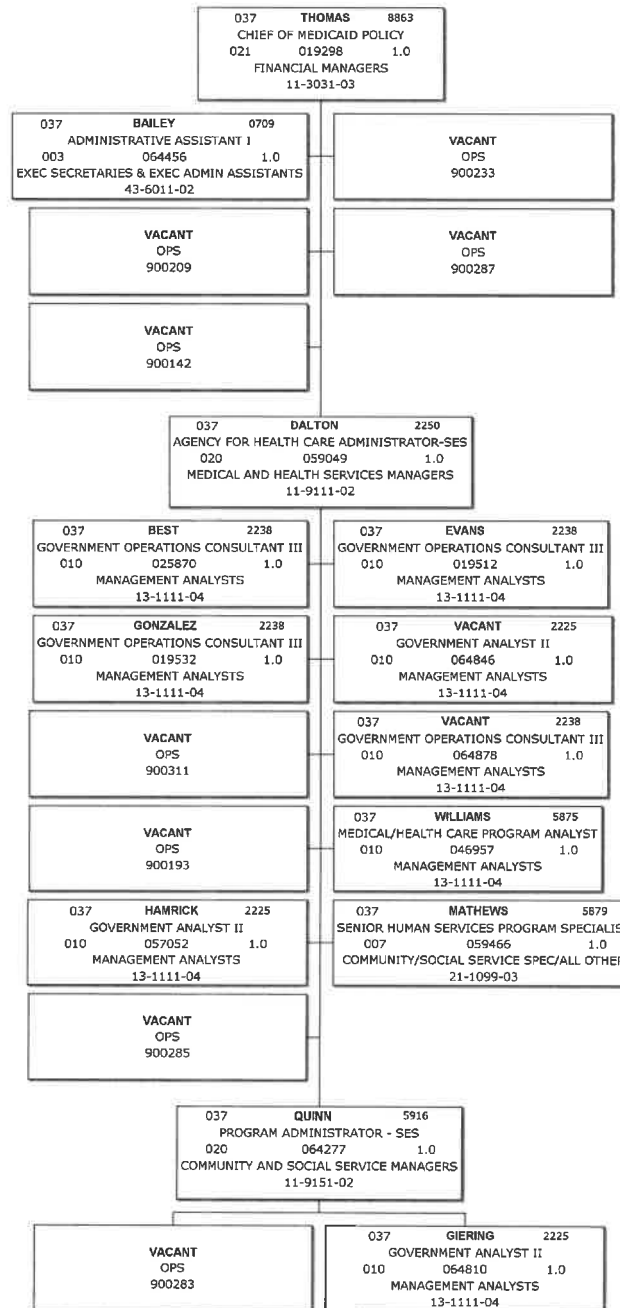 037 THOMAS 8863
CHIEF OF MEDICAID POLICY
021 019298 1.0
FINANCIAL MANAGERS
11-3031-03
037 BAILEY 0709
ADMINISTRATIVE ASSISTANT I
003 064456 1.0
EXEC SECRETARIES & EXEC ADMIN ASSISTANTS
43-6011-02
VACANT
OPS
900233
VACANT
OPS
900209
VACANT
OPS
900287
VACANT
OPS
900142
037 DALTON 2250
AGENCY FOR HEALTH CARE ADMINISTRATOR-SES
020 059049 1.0
MEDICAL AND HEALTH SERVICES MANAGERS
11-9111-02
037 BEST 2238
GOVERNMENT OPERATIONS CONSULTANT III
010 025870 1.0
MANAGEMENT ANALYSTS
13-1111-04
037 EVANS 2238
GOVERNMENT OPERATIONS CONSULTANT III
010 019512 1.0
MANAGEMENT ANALYSTS
13-1111-04
037 GONZALEZ 2238
GOVERNMENT OPERATIONS CONSULTANT III
010 019532 1.0
MANAGEMENT ANALYSTS
13-1111-04
037 VACANT 2225
GOVERNMENT ANALYST II
010 064846 1.0
MANAGEMENT ANALYSTS
13-1111-04
VACANT
OPS
900311
037 VACANT 2238
GOVERNMENT OPERATIONS CONSULTANT III
010 064878 1.0
MANAGEMENT ANALYSTS
13-1111-04
VACANT
OPS
900193
037 WILLIAMS 5875
MEDICAL/HEALTH CARE PROGRAM ANALYST
010 046957 1.0
MANAGEMENT ANALYSTS
13-1111-04
037 HAMRICK 2225
GOVERNMENT ANALYST II
010 057052 1.0
MANAGEMENT ANALYSTS
13-1111-04
037 MATHEWS 5879
SENIOR HUMAN SERVICES PROGRAM SPECIALIS
007 059466 1.0
COMMUNITY/SOCIAL SERVICE SPEC/ALL OTHER
21-1099-03
VACANT
OPS
900285
037 QUINN 5916
PROGRAM ADMINISTRATOR - SES
020 064277 1.0
COMMUNITY AND SOCIAL SERVICE MANAGERS
11-9151-02
VACANT
OPS
900283
037 GIERING 2225
GOVERNMENT ANALYST II
010 064810 1.0
MANAGEMENT ANALYSTS
13-1111-04